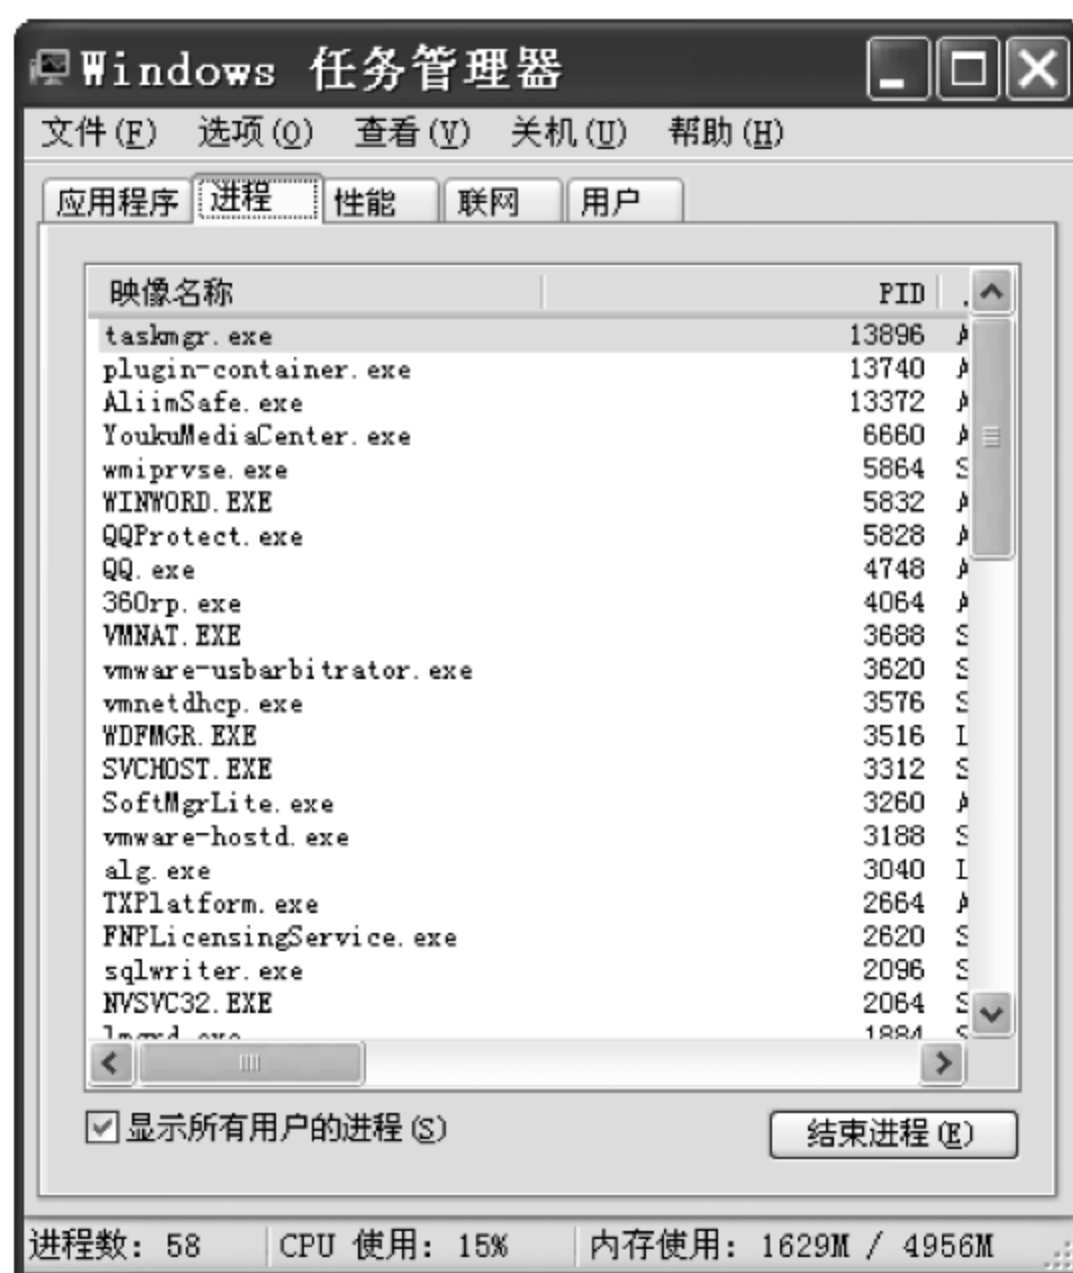 Windows 任务管理器
文件(F) 选项(O) 查看(V) 关机(U) 帮助(H)
应用程序 进程 性能 联网 用户
映像名称 PID
taskmgr.exe 13896
plugin-container.exe 13740
AliimSafe.exe 13372
YoukuMediaCenter.exe 6660
wmiprvse.exe 5864 S
WINWORD.EXE 5832
QQProtect.exe 5828
QQ.exe 4748
360rp.exe 4064
VMNAT.EXE 3688 S
vmware-usbarbitrator.exe 3620 S
vmnetdhcp.exe 3576 S
WDFMGR.EXE 3516 L
SVCHOST.EXE 3312 S
SoftMgrLite.exe 3260
vmware-hostd.exe 3188 S
alg.exe 3040 L
TXPlatform.exe 2664
FNPLicensingService.exe 2620 S
sqlwriter.exe 2096 S
NVSVC32.EXE 2064 S
1884
显示所有用户的进程(S) 结束进程(E)
进程数: 58 CPU 使用: 15% 内存使用: 1629M / 4956M